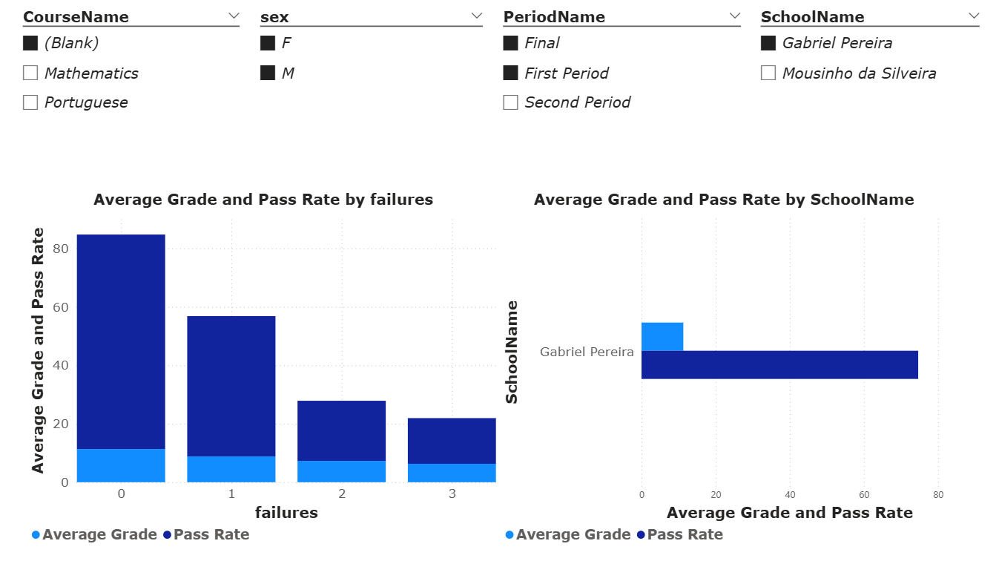 CourseName
(Blank)
Mathematics
Portuguese
sex
F
M
PeriodName
Final
First Period
Second Period
SchoolName
Gabriel Pereira
Mousinho da Silveira
Average Grade and Pass Rate by failures
Average Grade and Pass Rate
80
60
40
20
0
0 1 2 3
failures
Average Grade Pass Rate
Average Grade and Pass Rate by SchoolName
SchoolName
Gabriel Pereira
0 20 40 60 80
Average Grade and Pass Rate
Average Grade Pass Rate